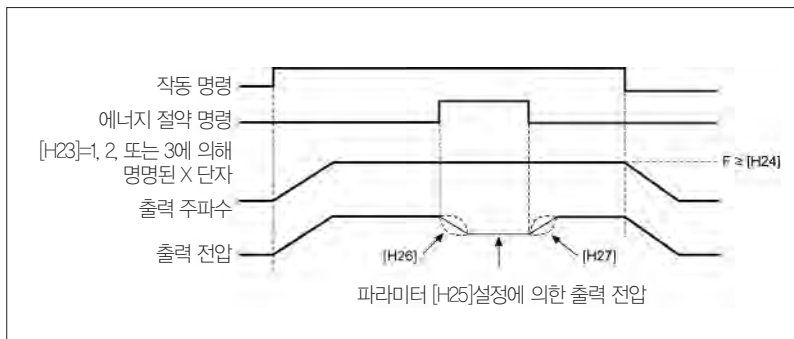 작동 명령
에너지 절약 명령
[H23]=1, 2, 또는 3에 의해
명명된 X 단자
F ≥ [H24]
출력 주파수
출력 전압
[H26]
[H27]
파라미터 [H25]설정에 의한 출력 전압